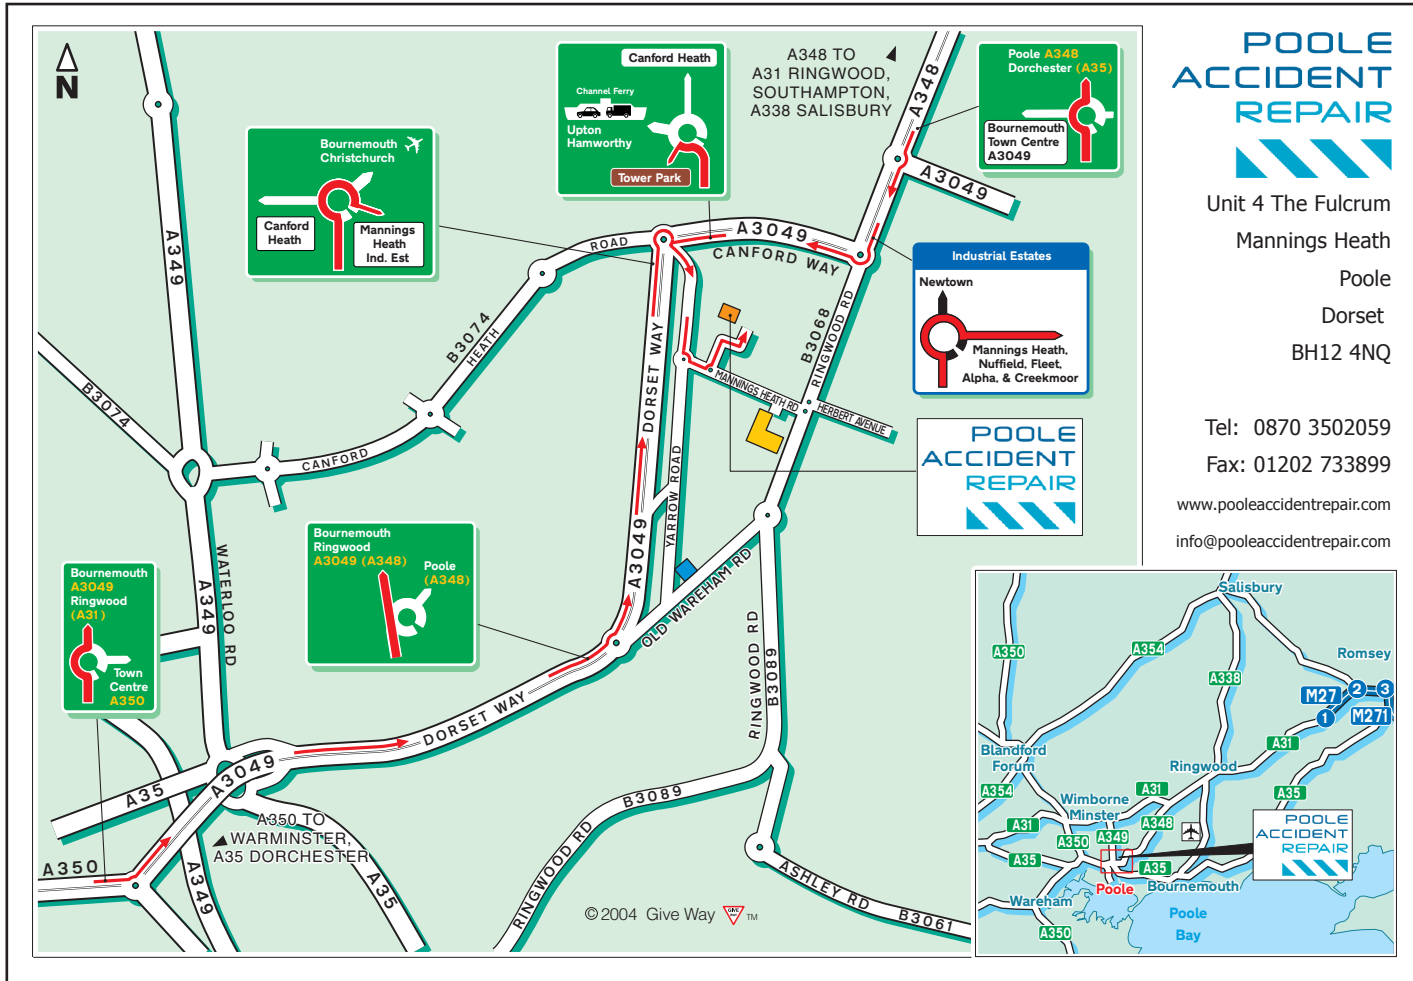 N
A348 TO
A31 RINGWOOD,
SOUTHAMPTON,
A338 SALISBURY
Canford Heath
Channel Ferry
Upton
Hamworthy
Tower Park
Poole A348
Dorchester (A35)
Bournemouth
Town Centre
A3049
Bournemouth
Christchurch
Canford
Heath
Mannings
Heath
Ind. Est
A348
A3049
A349
ROAD
A3049
CANFORD WAY
Industrial Estates
Newtown
Mannings Heath,
Nuffield, Fleet,
Alpha, & Creekmoor
B3074
HEATH
B3074
CANFORD
DORSET WAY
B3068
RINGWOOD RD
MANNINGS HEATH RD
HERBERT AVENUE
YARROW ROAD
A3049
POOLE
ACCIDENT
REPAIR
Bournemouth
Ringwood
A3049 (A348)
Poole
(A348)
Bournemouth
A3049
Ringwood
(A31)
Town
Centre
A350
WATERLOO RD
A349
OLD WAREHAM RD
RINGWOOD RD
B3089
DORSET WAY
A3049
A35
A350
A350 TO
WARMINSTER,
A35 DORCHESTER
A349
A35
B3089
RINGWOOD RD
ASHLEY RD
B3061
©2004 Give Way
GIVE
WAY
TM
POOLE
ACCIDENT
REPAIR
Unit 4 The Fulcrum
Mannings Heath
Poole
Dorset
BH12 4NQ
Tel: 0870 3502059
Fax: 01202 733899
www.pooleaccidentrepair.com
info@pooleaccidentrepair.com
Salisbury
A350
A354
A338
Romsey
M27
2
3
1
M271
A31
Blandford
Forum
Ringwood
A354
A31
A35
Wimborne
Minster
A31
A350
A349
A348
A35
A35
Poole
Bournemouth
Wareham
A350
Poole
Bay
POOLE
ACCIDENT
REPAIR